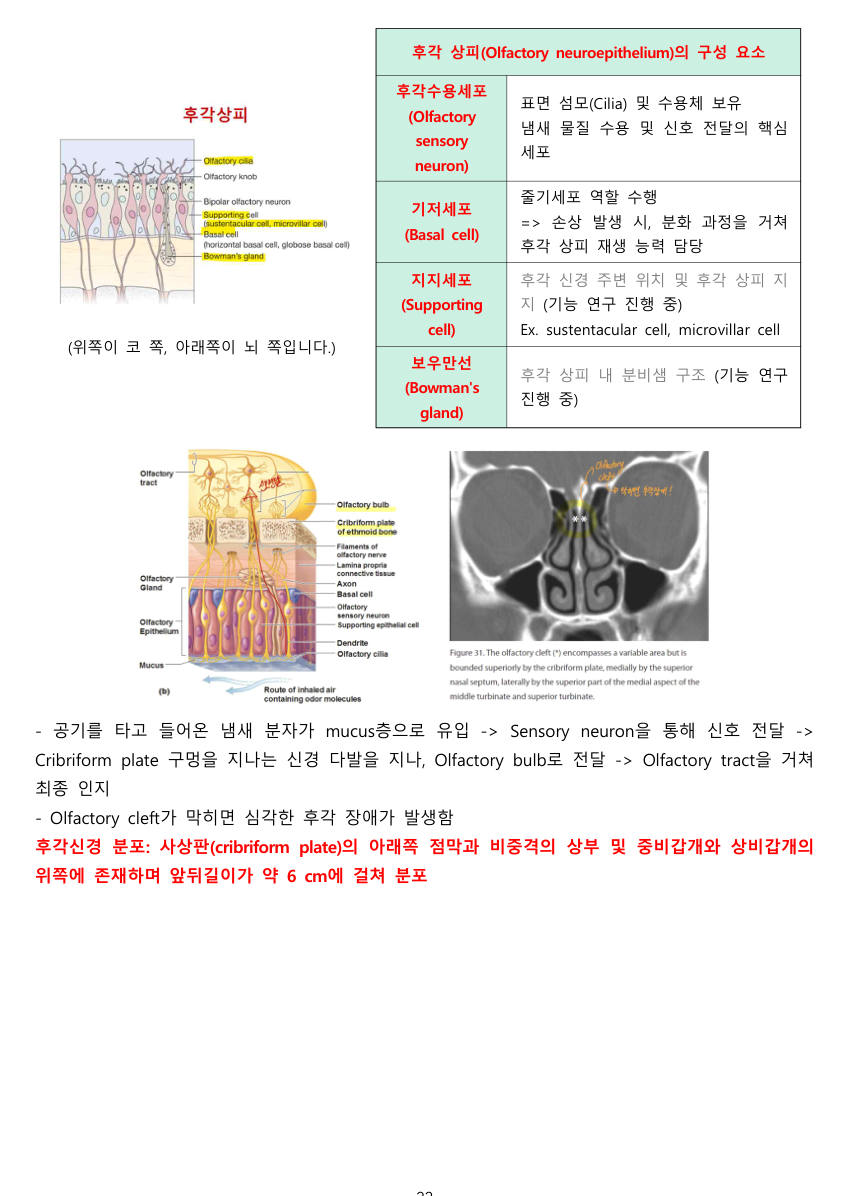 후각상피
Olfactory cilia
Olfactory knob
Bipolar olfactory neuron
Supporting cell
(sustentacular cell, microvillar cell)
Basal cell
(horizontal basal cell, globose basal cell)
Bowman's gland
(위쪽이 코 쪽, 아래쪽이 뇌 쪽입니다.)
후각 상피(Olfactory neuroepithelium)의 구성 요소
후각수용세포
(Olfactory
sensory
neuron)
표면 섬모(Cilia) 및 수용체 보유
냄새 물질 수용 및 신호 전달의 핵심
세포
기저세포
(Basal cell)
줄기세포 역할 수행
=> 손상 발생 시, 분화 과정을 거쳐
후각 상피 재생 능력 담당
지지세포
(Supporting
cell)
후각 신경 주변 위치 및 후각 상피 지
지 (기능 연구 진행 중)
Ex. sustentacular cell, microvillar cell
보우만선
(Bowman's
gland)
후각 상피 내 분비샘 구조 (기능 연구
진행 중)
Olfactory
tract
Olfactory
Gland
Olfactory
Epithelium
Mucus
(b)
Olfactory bulb
Cribriform plate
of ethmoid bone
Filaments of
olfactory nerve
Lamina propria
connective tissue
Axon
Basal cell
Olfactory
sensory neuron
Supporting epithelial cell
Dendrite
Olfactory cilia
Route of inhaled air
containing odor molecules
Olfactory
cleft
막히면 후각장애!
**
Figure 31. The olfactory cleft (*) encompasses a variable area but is
bounded superiorly by the cribriform plate, medially by the superior
nasal septum, laterally by the superior part of the medial aspect of the
middle turbinate and superior turbinate.
- 공기를 타고 들어온 냄새 분자가 mucus층으로 유입 -> Sensory neuron을 통해 신호 전달 ->
Cribriform plate 구멍을 지나는 신경 다발을 지나, Olfactory bulb로 전달 -> Olfactory tract을 거쳐
최종 인지
- Olfactory cleft가 막히면 심각한 후각 장애가 발생함
후각신경 분포: 사상판(cribriform plate)의 아래쪽 점막과 비중격의 상부 및 중비갑개와 상비갑개의
위쪽에 존재하며 앞뒤길이가 약 6 cm에 걸쳐 분포